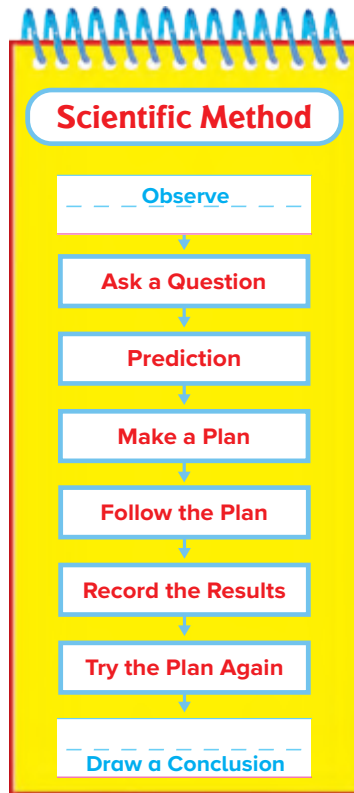 Scientific Method
Observe
Ask a Question
Prediction
Make a Plan
Follow the Plan
Record the Results
Try the Plan Again
Draw a Conclusion